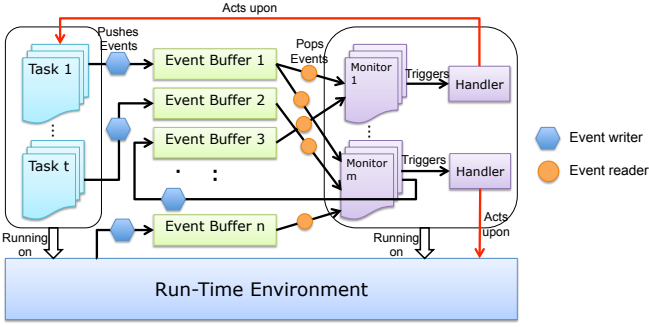 Acts upon
Pushes
Events
Pops
Events
Task 1
Event Buffer 1
Monitor
1
Triggers
Handler
Event Buffer 2
Event writer
Event Buffer 3
Event reader
Task t
Monitor
m
Triggers
Handler
Event Buffer n
Acts
upon
Running
on
Running
on
Run-Time Environment